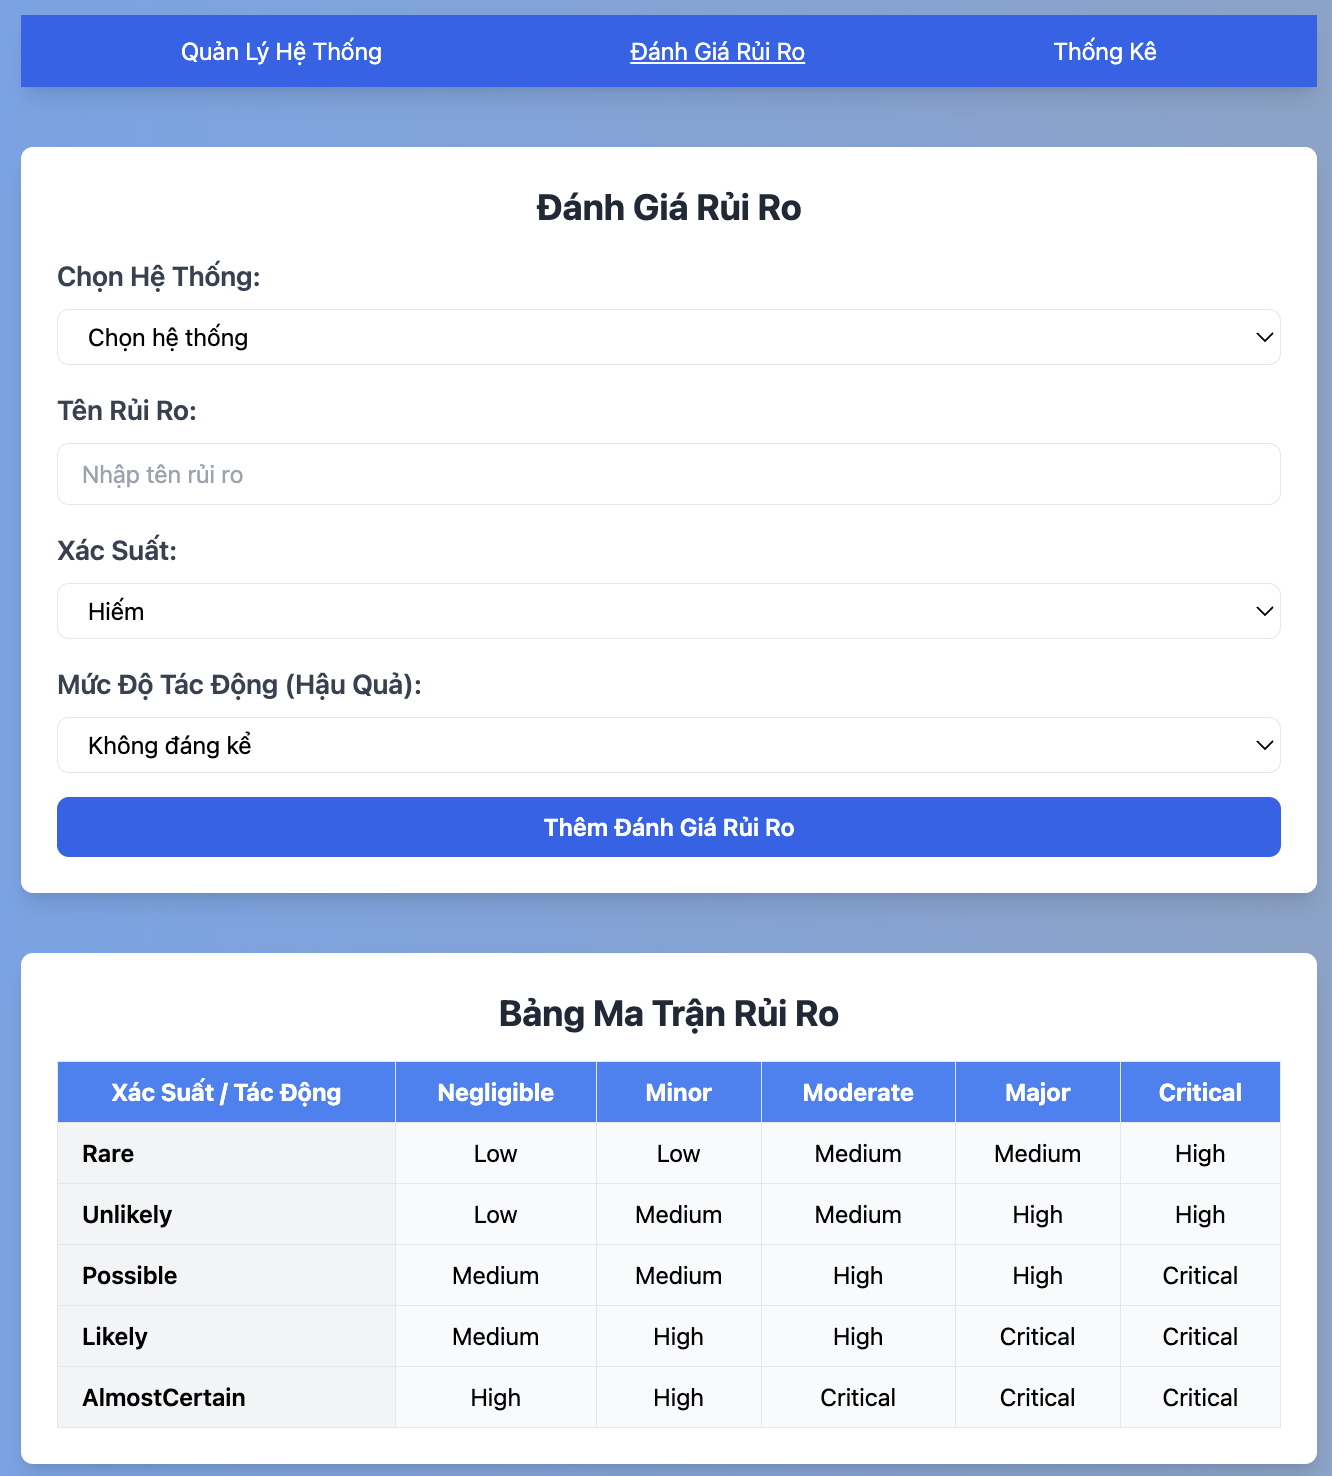 Quản Lý Hệ Thống Đánh Giá Rủi Ro Thống Kê
Đánh Giá Rủi Ro
Chọn Hệ Thống:
Chọn hệ thống
Tên Rủi Ro:
Nhập tên rủi ro
Xác Suất:
Hiếm
Mức Độ Tác Động (Hậu Quả):
Không đáng kể
Thêm Đánh Giá Rủi Ro
Bảng Ma Trận Rủi Ro
Xác Suất / Tác Động Negligible Minor Moderate Major Critical
Rare Low Low Medium Medium High
Unlikely Low Medium Medium High High
Possible Medium Medium High High Critical
Likely Medium High High Critical Critical
AlmostCertain High High Critical Critical Critical